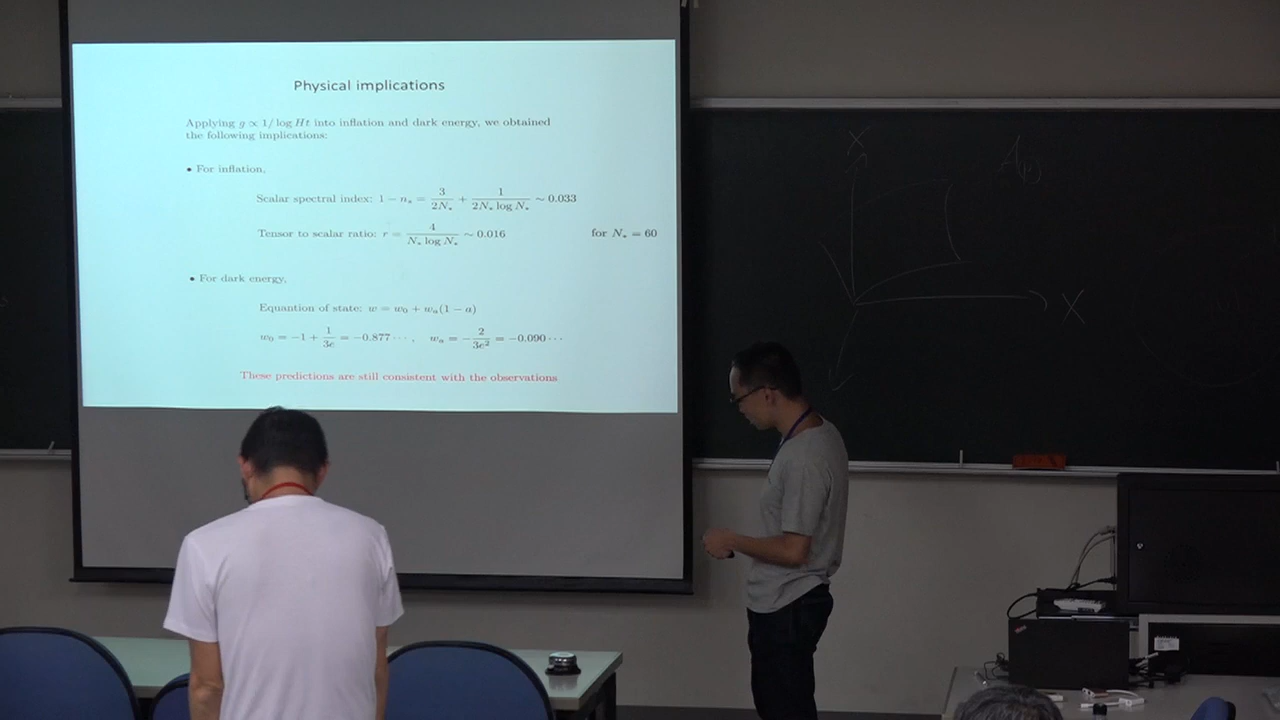 Physical implications
Applying g ∝ 1/ log Ht into inflation and dark energy, we obtained
the following implications:
• For inflation,
Scalar spectral index: 1 − n_s = 3/(2N_*) + 1/(2N_* log N_*) ∼ 0.033
Tensor to scalar ratio: r = 4/(N_* log N_*) ∼ 0.016 for N_* = 60
• For dark energy,
Equantion of state: w = w_0 + w_a(1 − a)
w_0 = −1 + 1/(3e) = −0.877··· , w_a = −2/(3e^2) = −0.090···
These predictions are still consistent with the observations
X
X